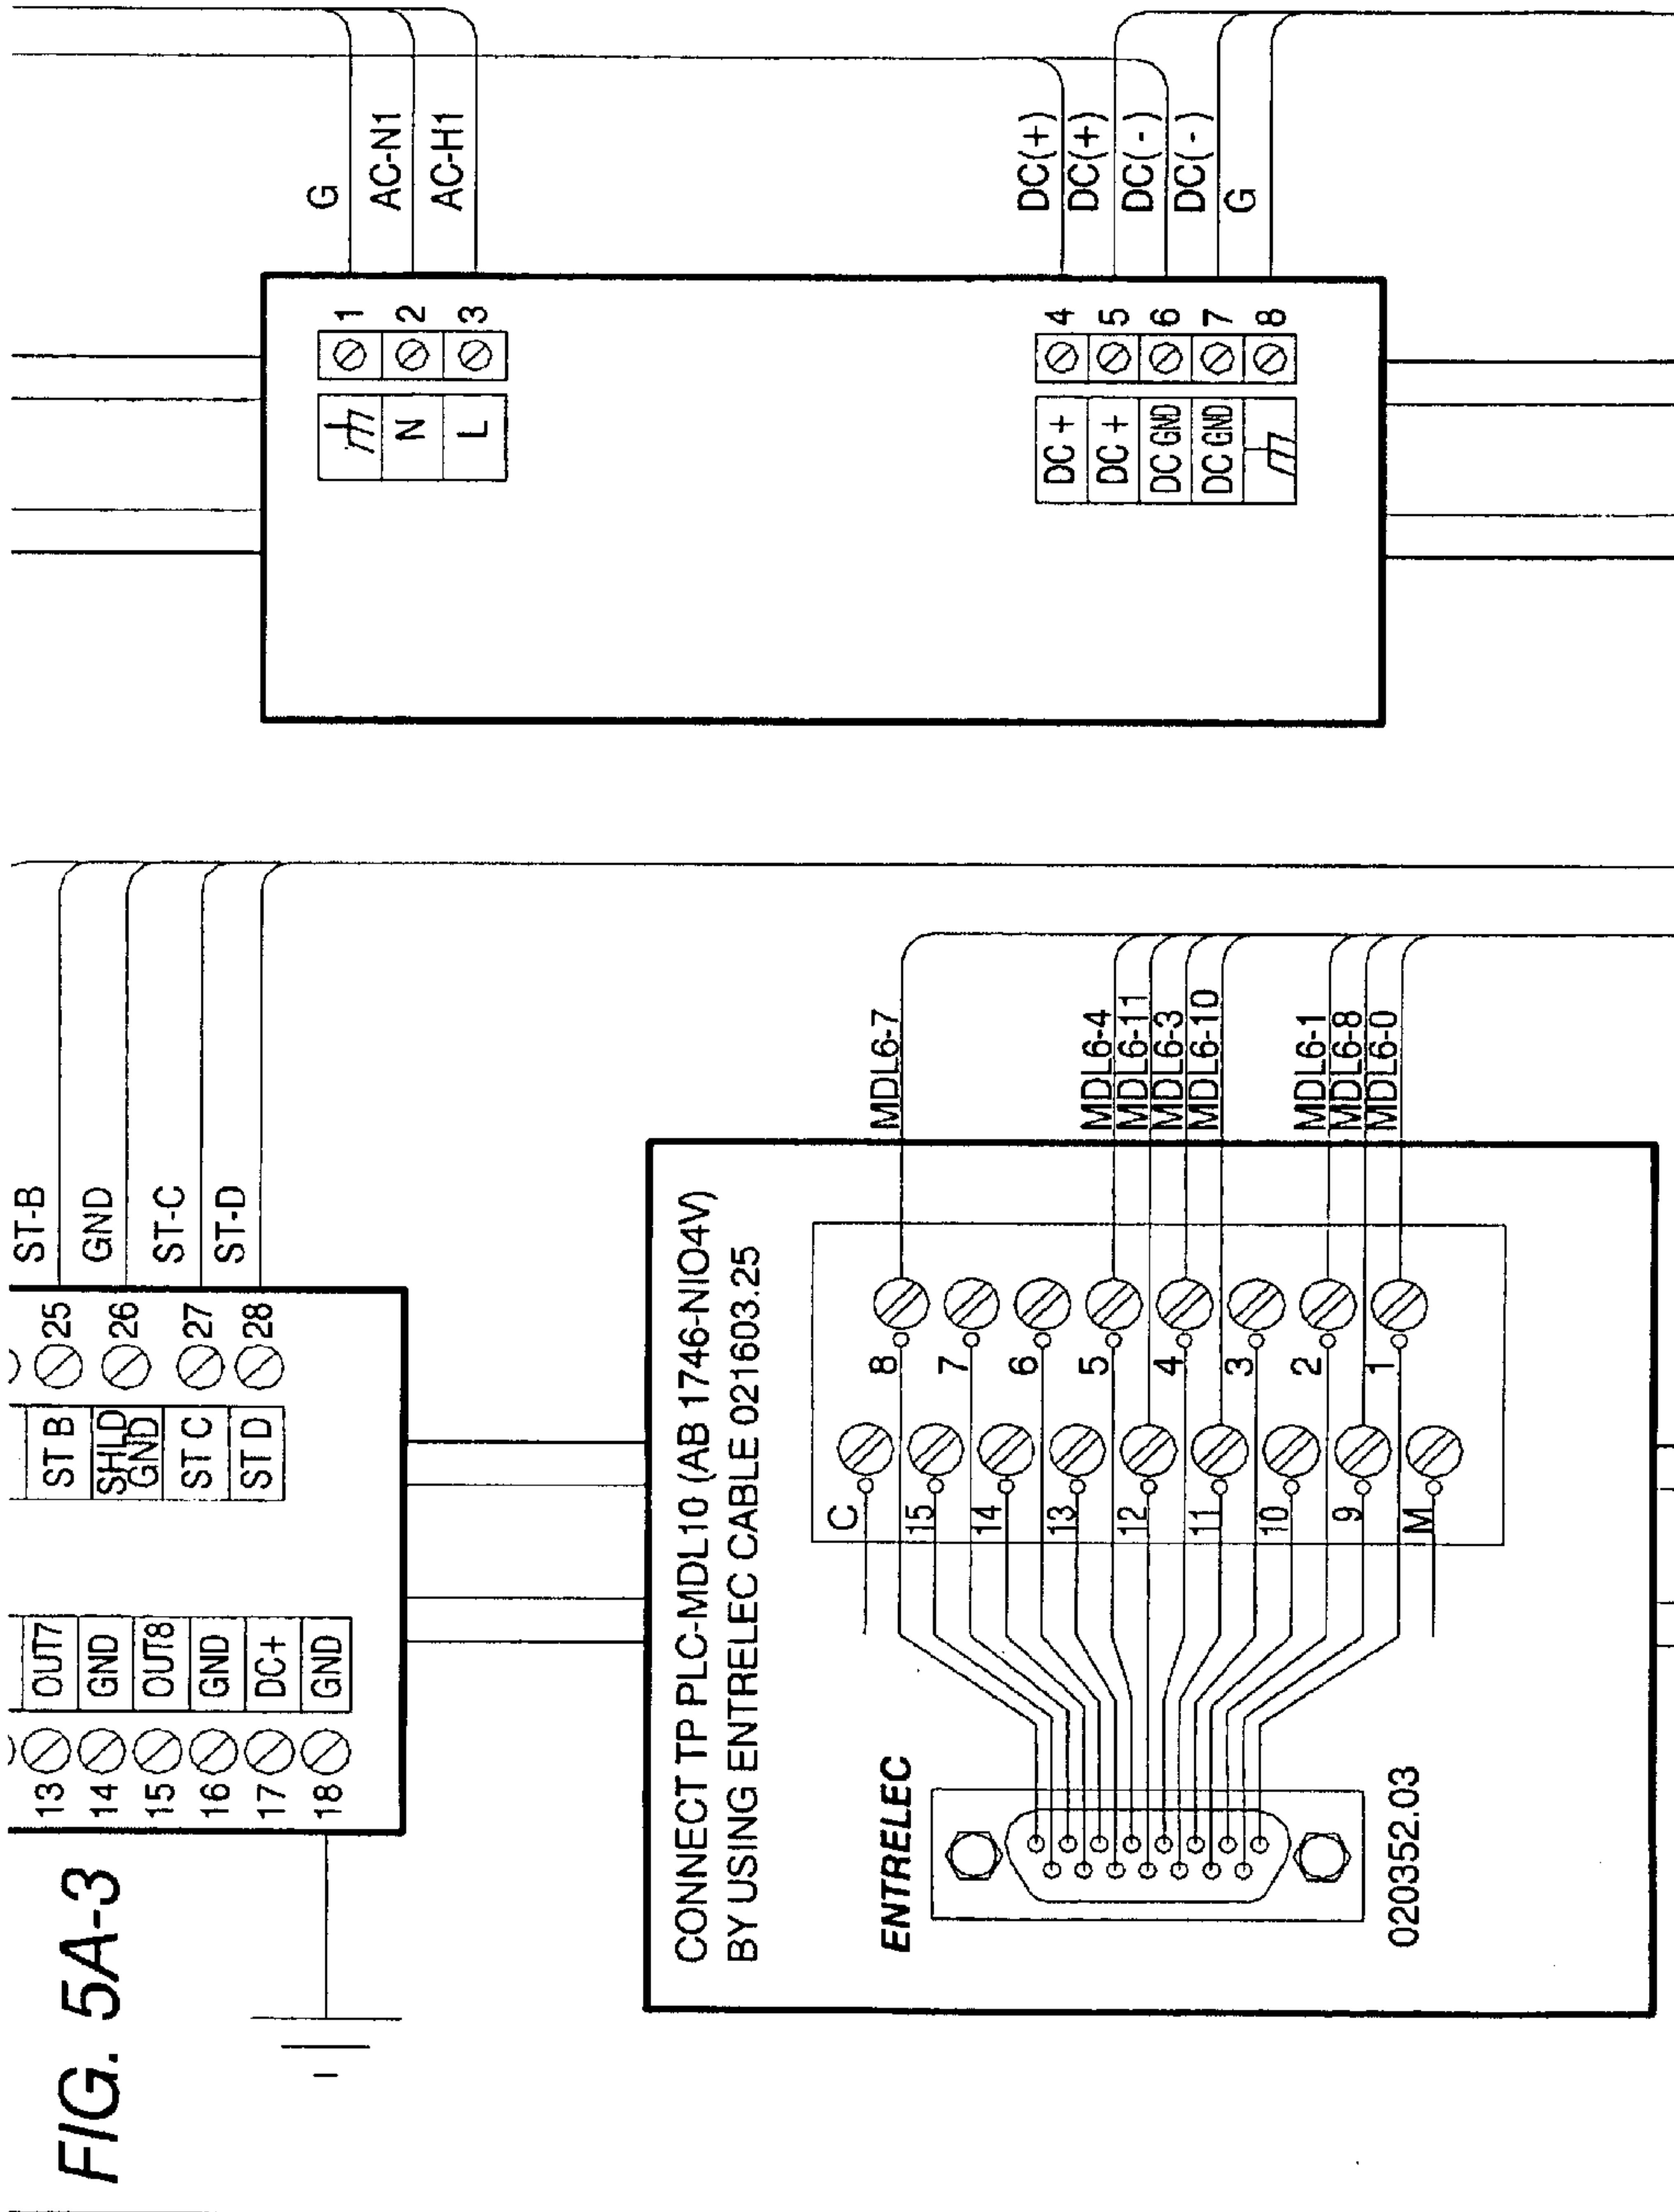 FIG. 5A-3
13 OUT7
14 GND
15 OUT8
16 GND
17 DC+
18 GND
ST B 25 ST-B
SHLD GND 26 GND
ST C 27 ST-C
ST D 28 ST-D
CONNECT TP PLC-MDL10 (AB 1746-NIO4V)
BY USING ENTRELEC CABLE 021603.25
ENTRELEC
020352.03
C
15
14
13
12
11
10
9
M
8 MDL6-7
7
6
5 MDL6-4
MDL6-11
4 MDL6-3
MDL6-10
3
2 MDL6-1
MDL6-8
1 MDL6-0
1 G
N 2 AC-N1
L 3 AC-H1
DC + 4 DC(+)
DC + 5 DC(+)
DC GND 6 DC(-)
DC GND 7 DC(-)
8 G